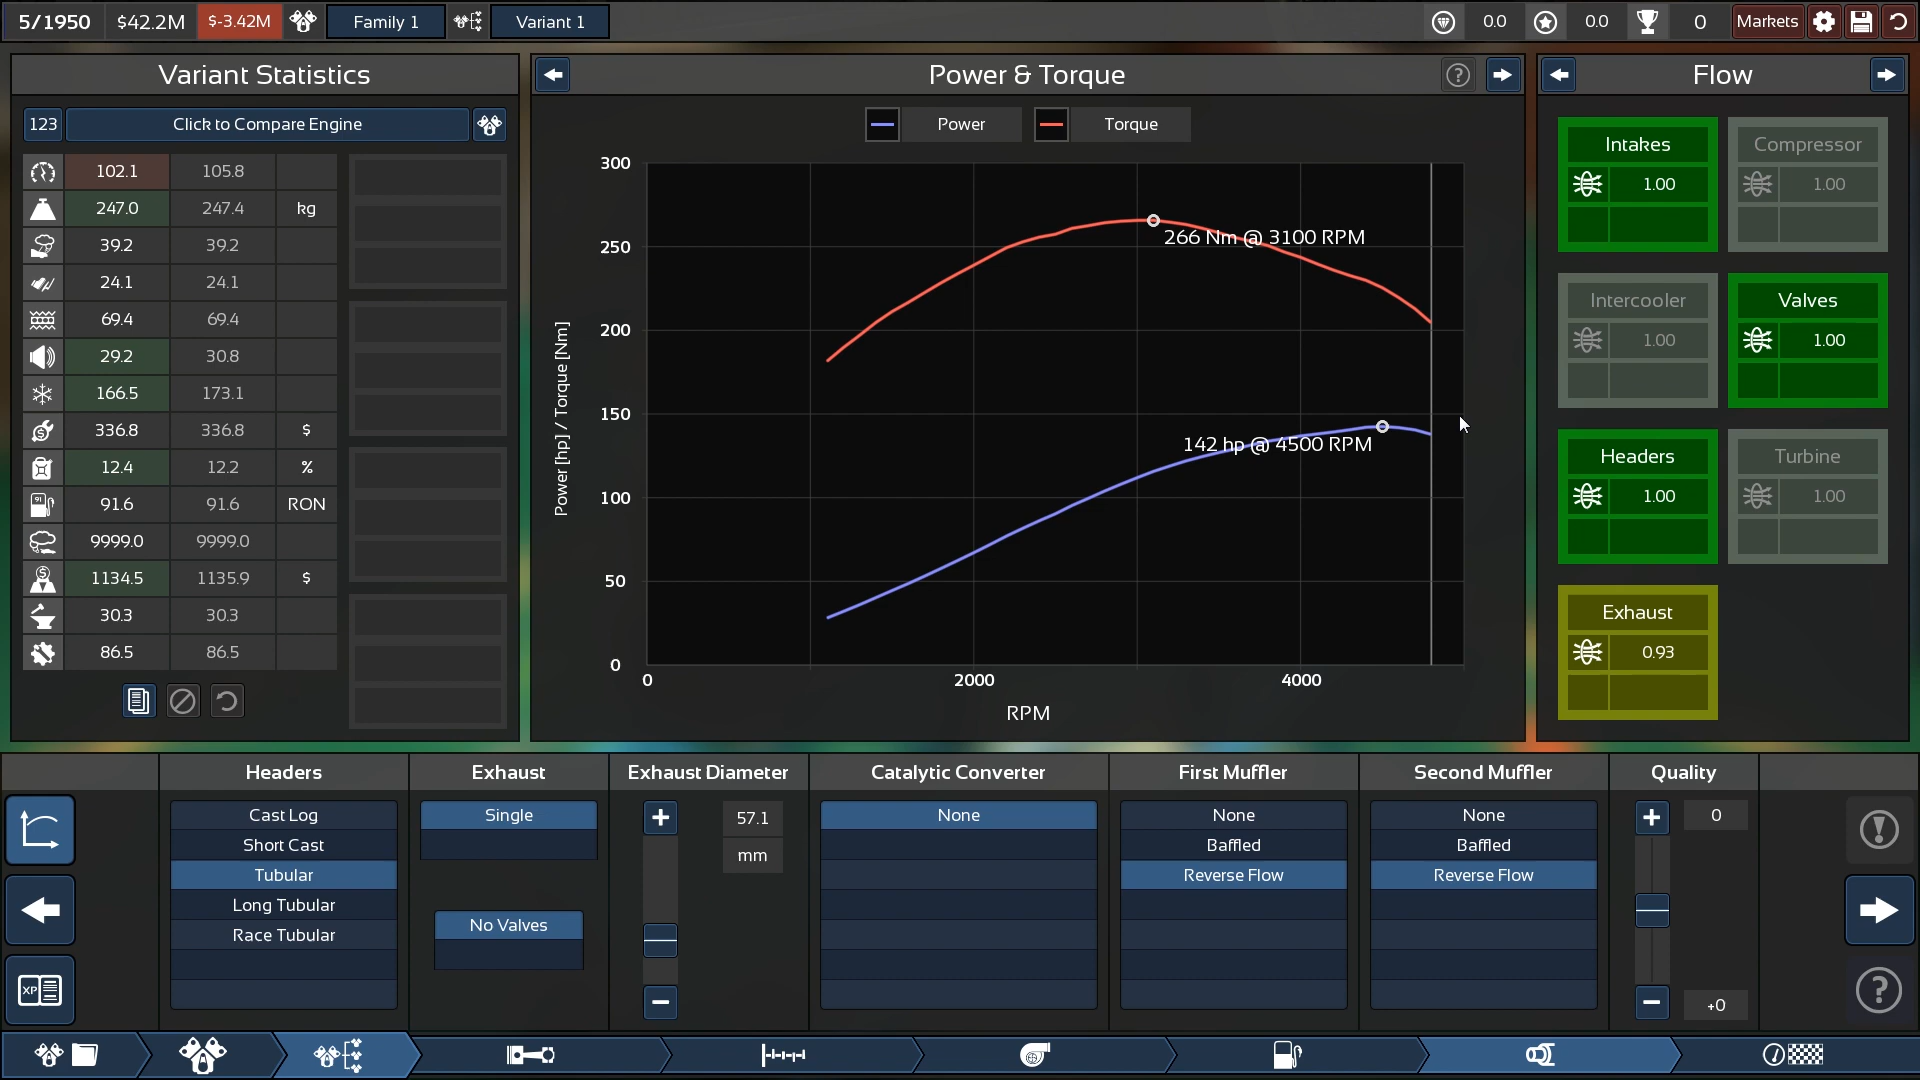 5/1950 $42.2M $-3.42M Family 1 Variant 1 0.0 0.0 0 Markets
Variant Statistics
123 Click to Compare Engine
102.1 105.8
247.0 247.4 kg
39.2 39.2
24.1 24.1
69.4 69.4
29.2 30.8
166.5 173.1
336.8 336.8 $
12.4 12.2 %
91 91.6 91.6 RON
9999.0 9999.0
1134.5 1135.9 $
30.3 30.3
86.5 86.5
Power & Torque ?
Power Torque
300
250
200
150
100
50
0
Power [hp] / Torque [Nm]
266 Nm @ 3100 RPM
142 hp @ 4500 RPM
0 2000 4000
RPM
Flow
Intakes
1.00
Compressor
1.00
Intercooler
1.00
Valves
1.00
Headers
1.00
Turbine
1.00
Exhaust
0.93
XP
Headers
Cast Log
Short Cast
Tubular
Long Tubular
Race Tubular
Exhaust
Single
No Valves
Exhaust Diameter
+ 57.1
mm
−
Catalytic Converter
None
First Muffler
None
Baffled
Reverse Flow
Second Muffler
None
Baffled
Reverse Flow
Quality
+ 0
− +0
!
?